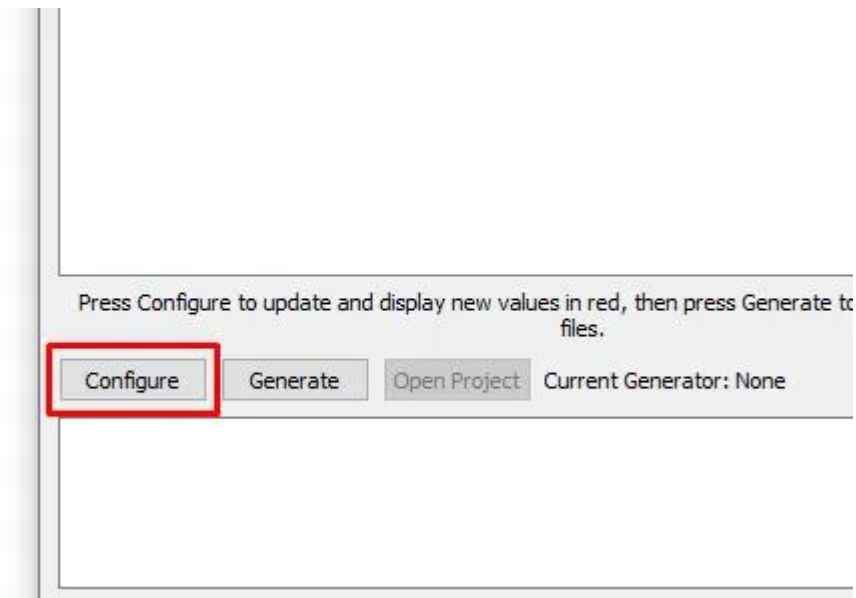 Press Configure to update and display new values in red, then press Generate to
files.
Configure Generate Open Project Current Generator: None